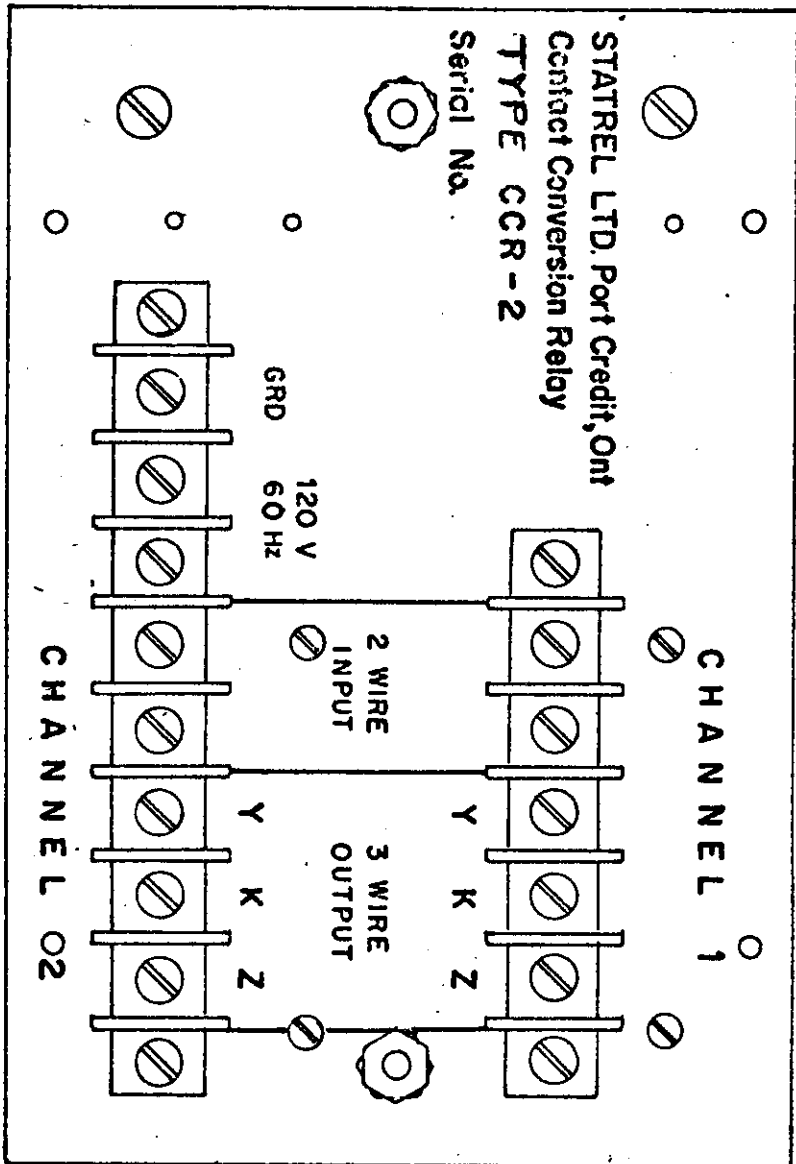 STATREL LTD. Port Credit, Ont
Contact Conversion Relay
TYPE CCR-2
Serial No.
CHANNEL 1
Y K Z
120 V
60 Hz
2 WIRE
INPUT
3 WIRE
OUTPUT
GRD
Y K Z
CHANNEL 2